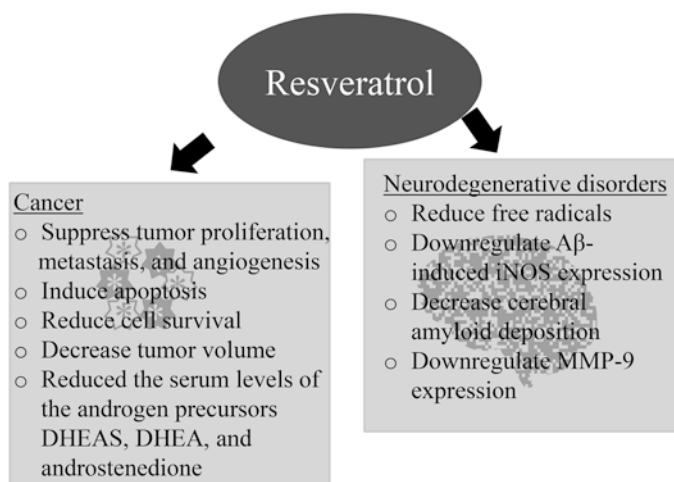 Resveratrol
Cancer
○ Suppress tumor proliferation,
metastasis, and angiogenesis
○ Induce apoptosis
○ Reduce cell survival
○ Decrease tumor volume
○ Reduced the serum levels of
the androgen precursors
DHEAS, DHEA, and
androstenedione
Neurodegenerative disorders
○ Reduce free radicals
○ Downregulate Aβ-
induced iNOS expression
○ Decrease cerebral
amyloid deposition
○ Downregulate MMP-9
expression